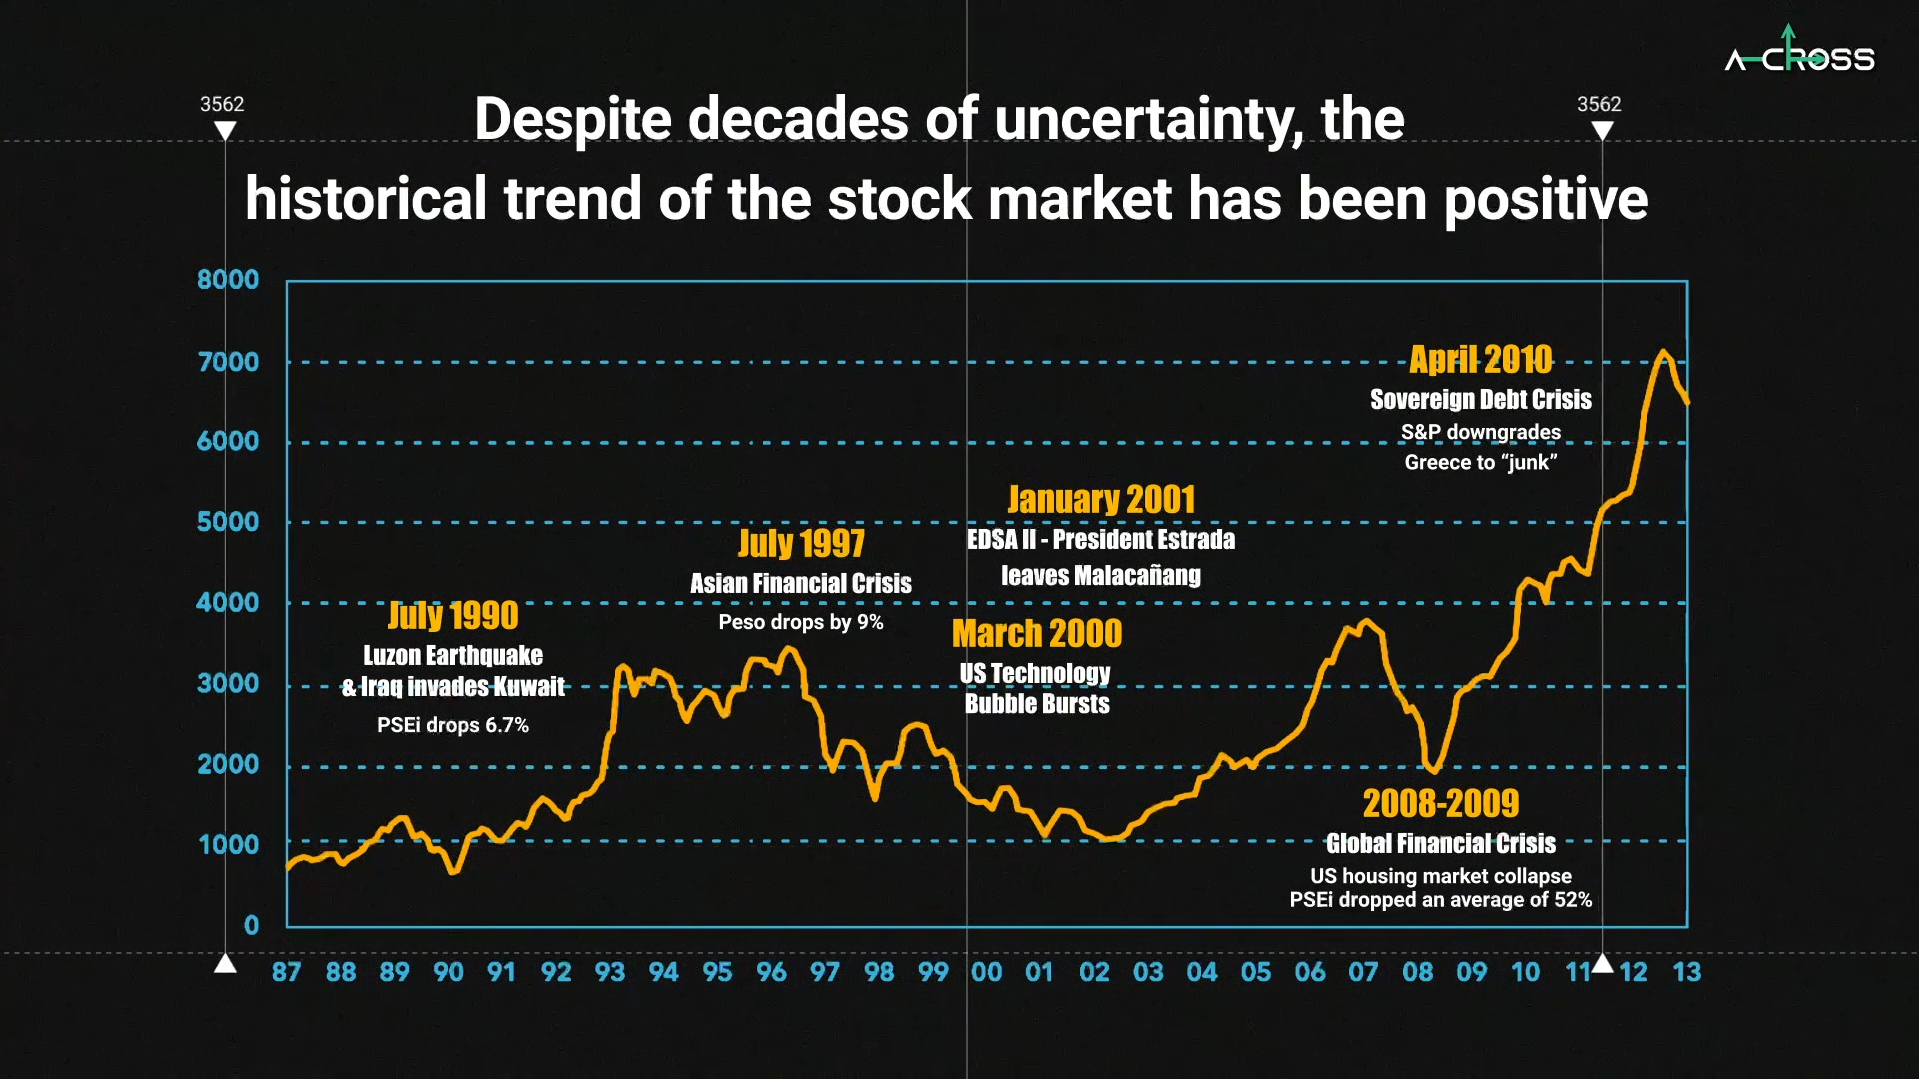 A-CROSS
3562
3562
Despite decades of uncertainty, the
historical trend of the stock market has been positive
8000
7000
6000
5000
4000
3000
2000
1000
0
April 2010
Sovereign Debt Crisis
S&P downgrades
Greece to “junk”
January 2001
EDSA II - President Estrada
leaves Malacañang
July 1997
Asian Financial Crisis
Peso drops by 9%
July 1990
Luzon Earthquake
& Iraq invades Kuwait
PSEi drops 6.7%
March 2000
US Technology
Bubble Bursts
2008-2009
Global Financial Crisis
US housing market collapse
PSEi dropped an average of 52%
87 88 89 90 91 92 93 94 95 96 97 98 99 00 01 02 03 04 05 06 07 08 09 10 11 12 13